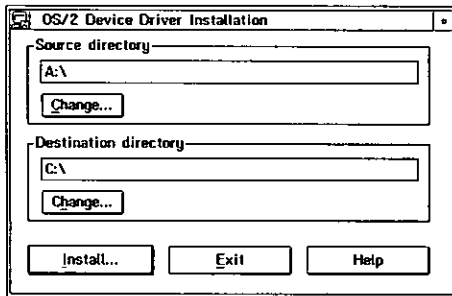 OS/2 Device Driver Installation
Source directory
A:\
Change...
Destination directory
C:\
Change...
Install... Exit Help